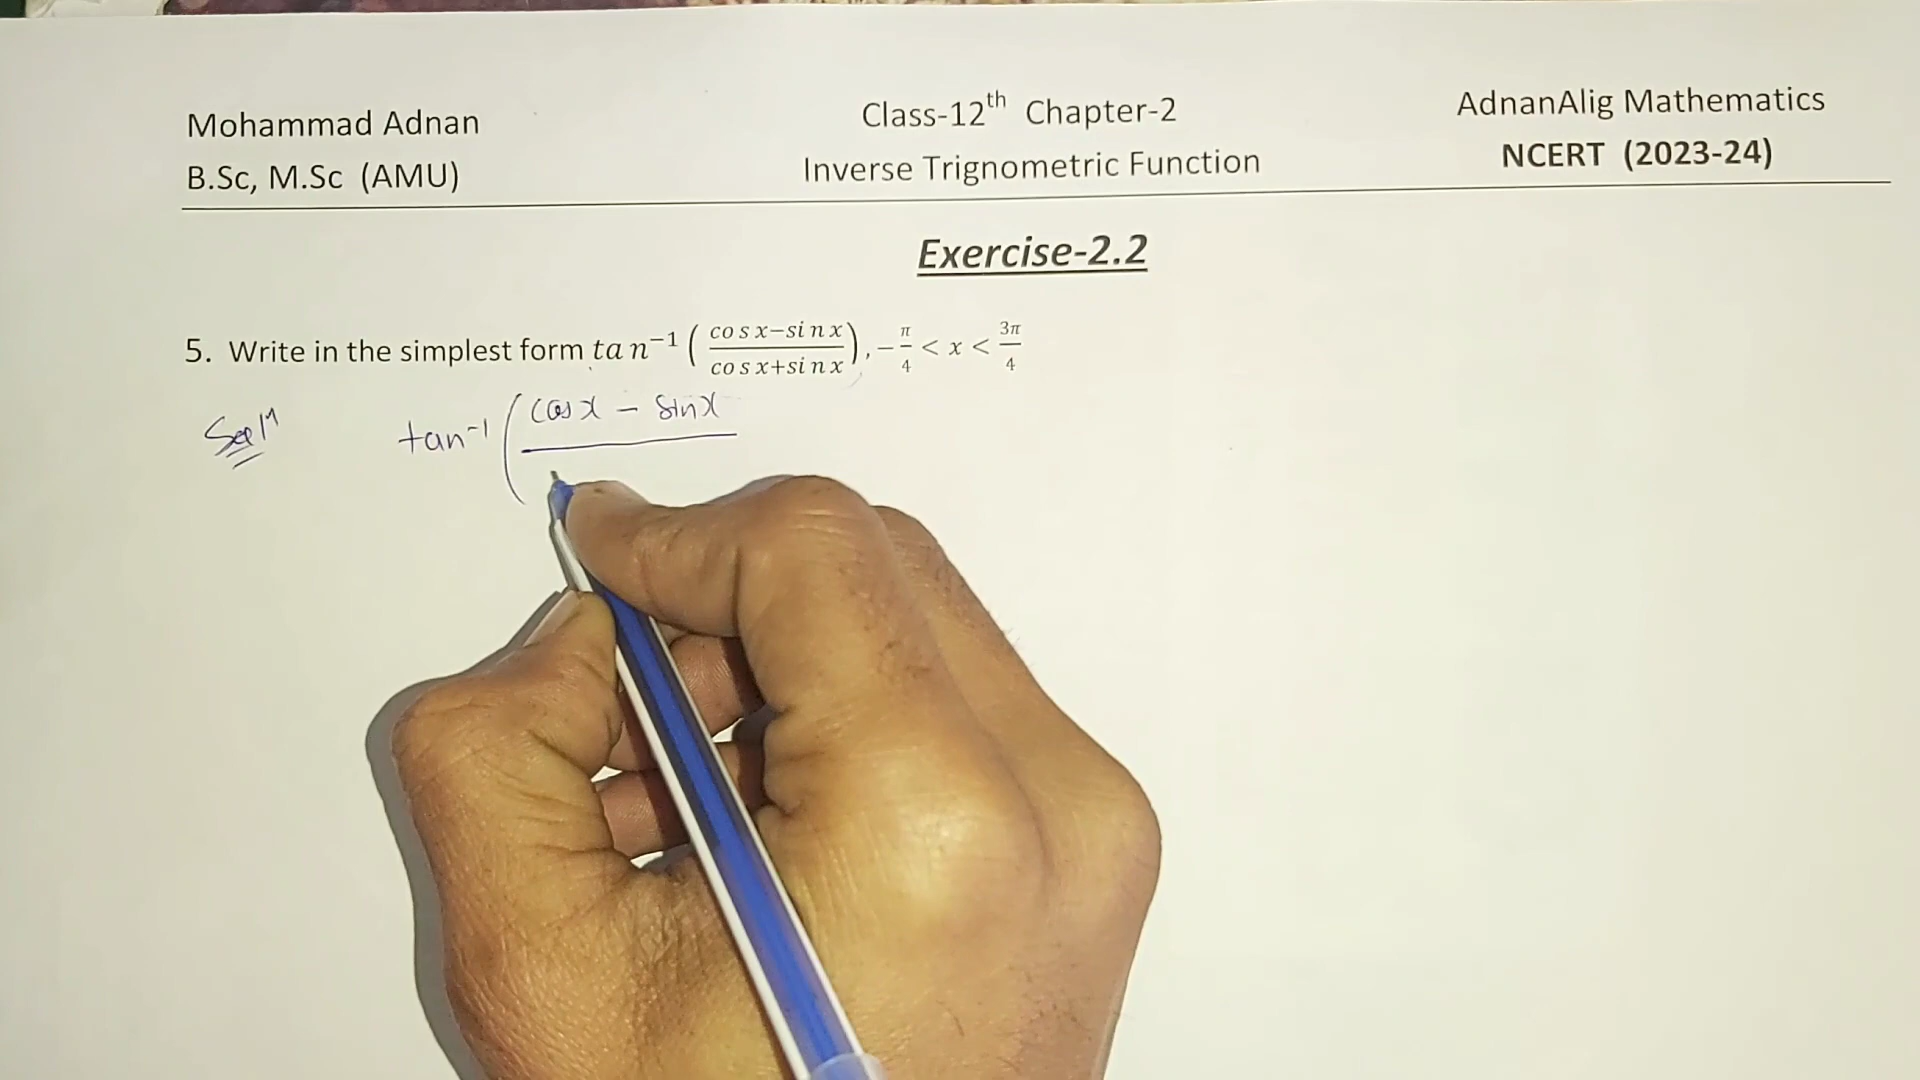 Mohammad Adnan
B.Sc, M.Sc (AMU)
Class-12th Chapter-2
Inverse Trignometric Function
AdnanAlig Mathematics
NCERT (2023-24)
Exercise-2.2
5. Write in the simplest form tan⁻¹ ((cos x−sin x)/(cos x+sin x)), −π/4 < x < 3π/4
Solⁿ tan⁻¹ ( cosx − sinx